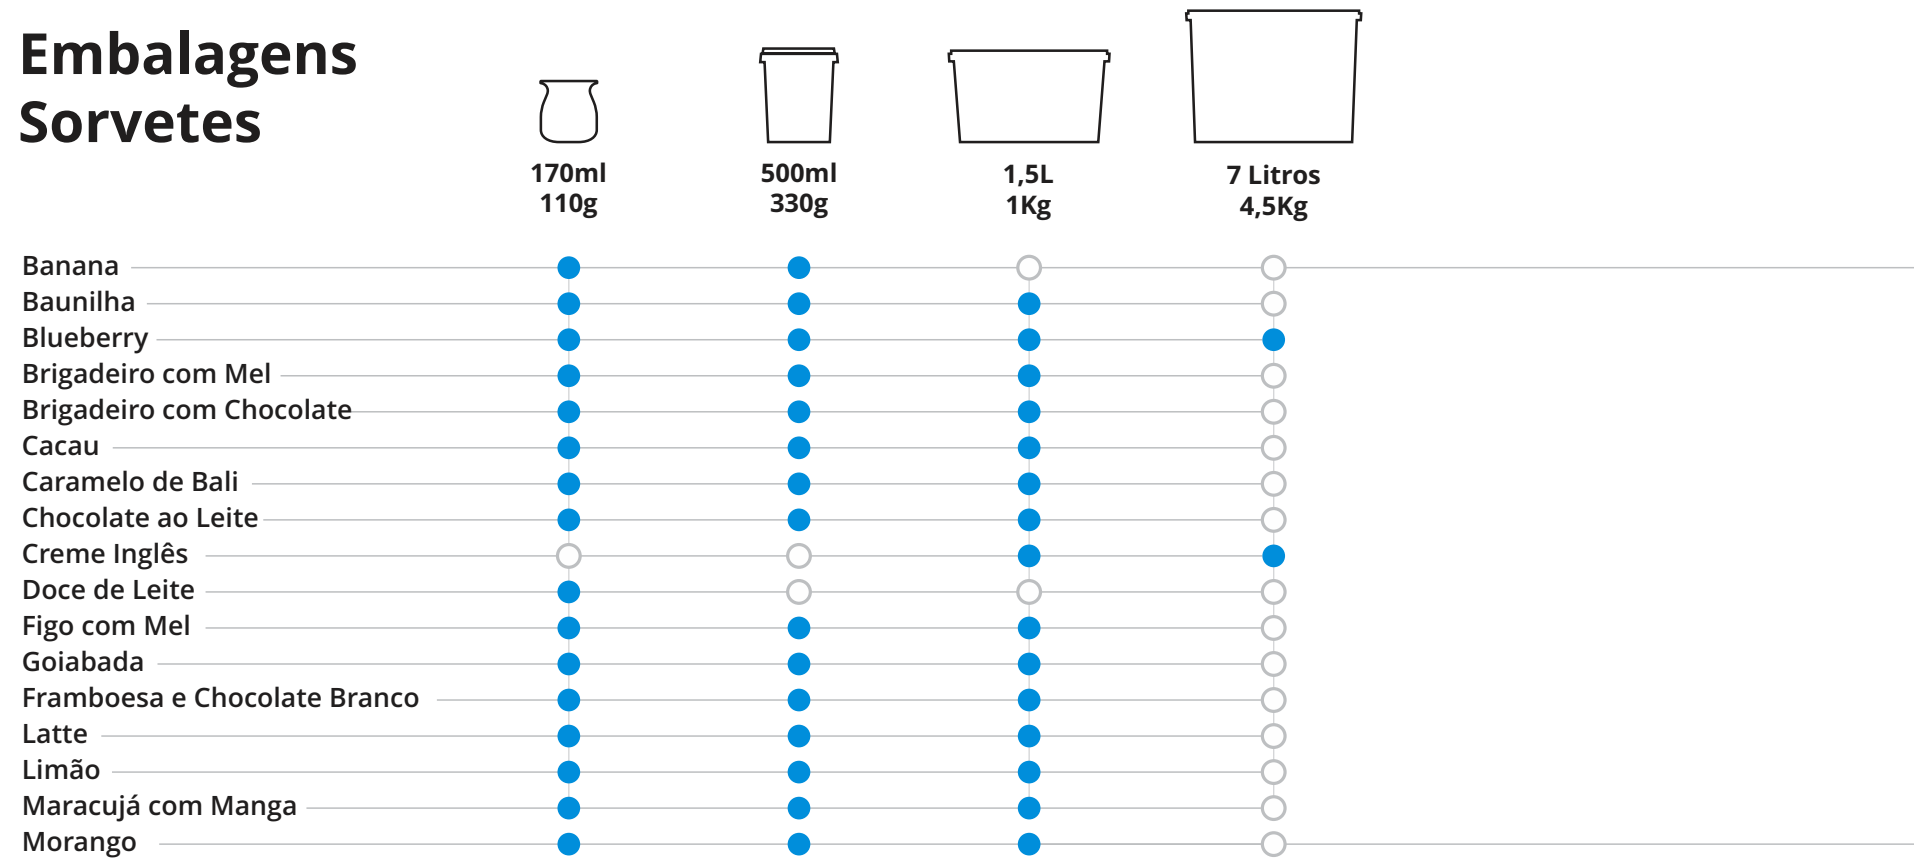 Embalagens
Sorvetes
170ml
110g
500ml
330g
1,5L
1Kg
7 Litros
4,5Kg
Banana
Baunilha
Blueberry
Brigadeiro com Mel
Brigadeiro com Chocolate
Cacau
Caramelo de Bali
Chocolate ao Leite
Creme Inglês
Doce de Leite
Figo com Mel
Goiabada
Framboesa e Chocolate Branco
Latte
Limão
Maracujá com Manga
Morango